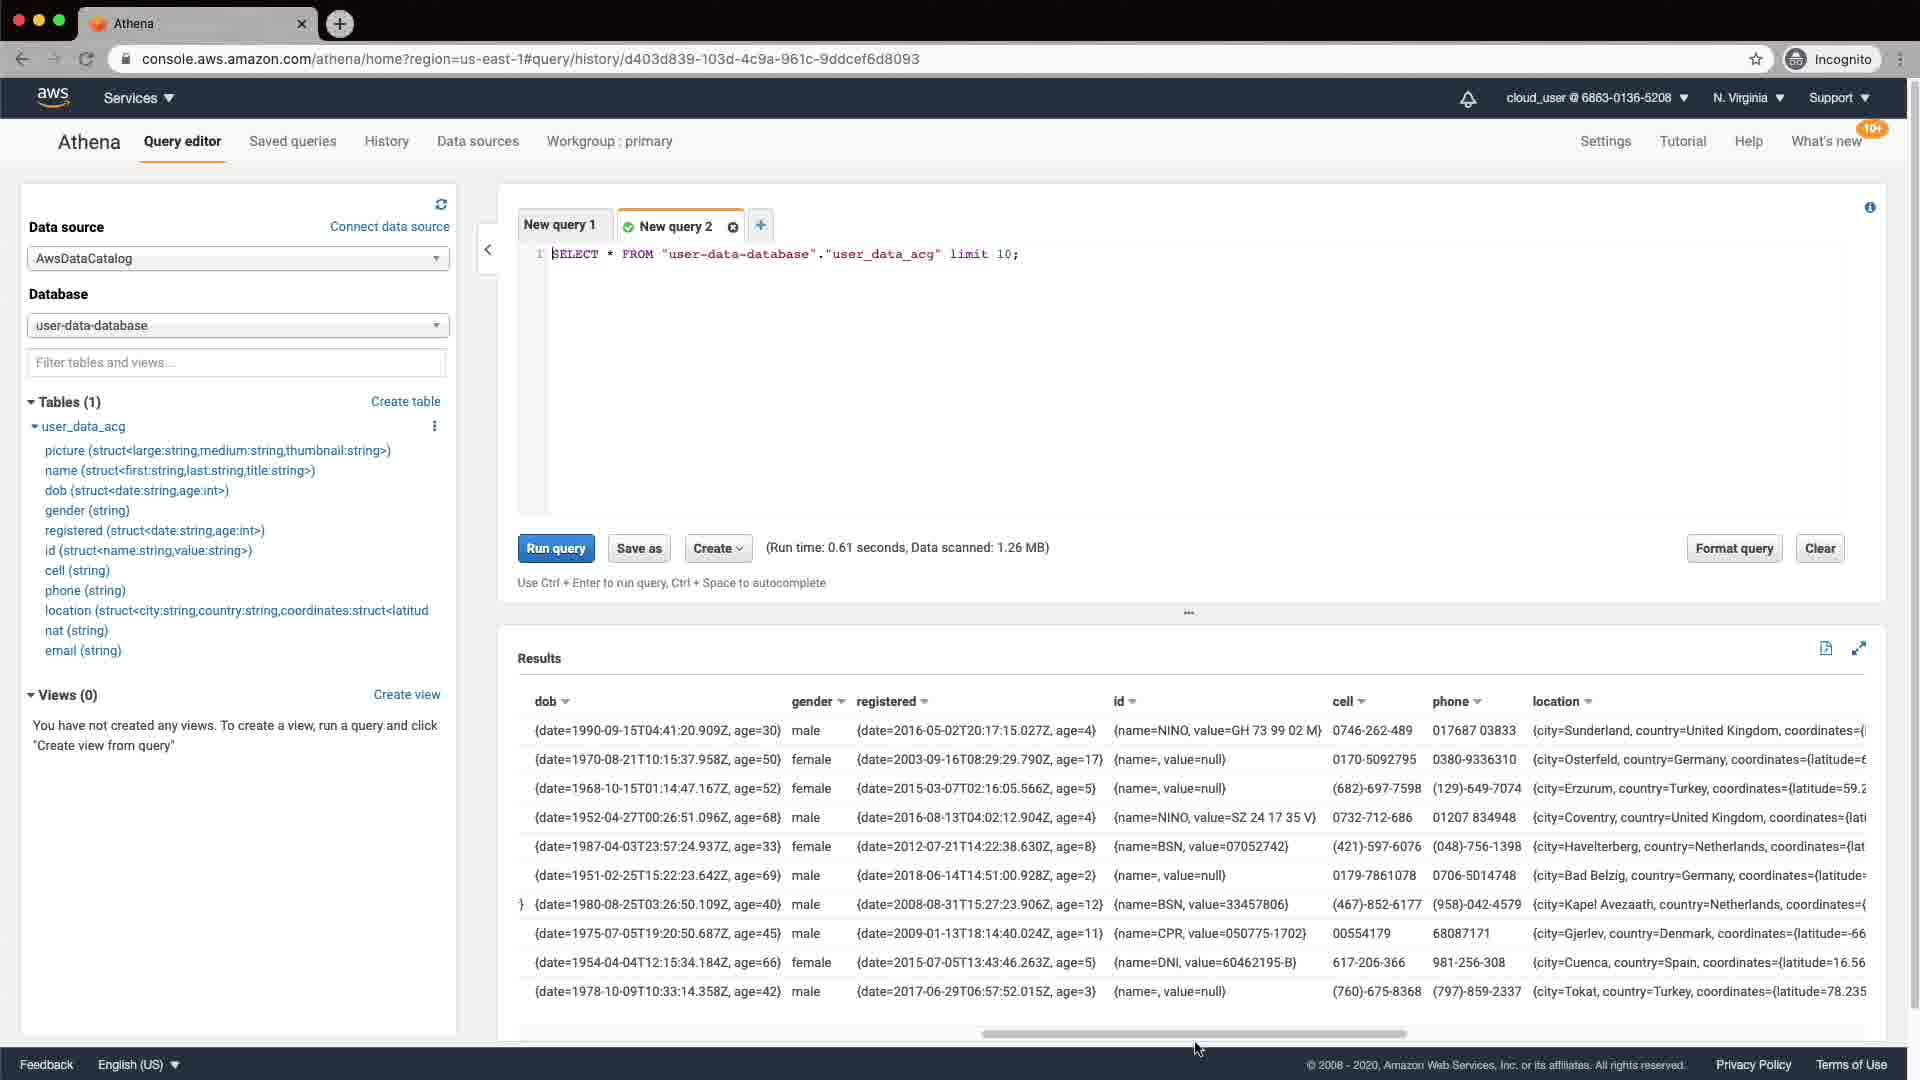 Athena
console.aws.amazon.com/athena/home?region=us-east-1#query/history/d403d839-103d-4c9a-961c-9ddcef6d8093
Incognito
aws Services cloud_user @ 6863-0136-5208 N. Virginia Support
Athena Query editor Saved queries History Data sources Workgroup : primary Settings Tutorial Help What's new 10+
Data source Connect data source
AwsDataCatalog
Database
user-data-database
Filter tables and views...
Tables (1) Create table
user_data_acg
picture (struct<large:string,medium:string,thumbnail:string>)
name (struct<first:string,last:string,title:string>)
dob (struct<date:string,age:int>)
gender (string)
registered (struct<date:string,age:int>)
id (struct<name:string,value:string>)
cell (string)
phone (string)
location (struct<city:string,country:string,coordinates:struct<latitud
nat (string)
email (string)
Views (0) Create view
You have not created any views. To create a view, run a query and click
"Create view from query"
New query 1 New query 2
1 SELECT * FROM "user-data-database"."user_data_acg" limit 10;
Run query Save as Create (Run time: 0.61 seconds, Data scanned: 1.26 MB) Format query Clear
Use Ctrl + Enter to run query, Ctrl + Space to autocomplete
Results
dob gender registered id cell phone location
{date=1990-09-15T04:41:20.909Z, age=30} male {date=2016-05-02T20:17:15.027Z, age=4} {name=NINO, value=GH 73 99 02 M} 0746-262-489 017687 03833 {city=Sunderland, country=United Kingdom, coordinates={
{date=1970-08-21T10:15:37.958Z, age=50} female {date=2003-09-16T08:29:29.790Z, age=17} {name=, value=null} 0170-5092795 0380-9336310 {city=Osterfeld, country=Germany, coordinates={latitude=6
{date=1968-10-15T01:14:47.167Z, age=52} female {date=2015-03-07T02:16:05.566Z, age=5} {name=, value=null} (682)-697-7598 (129)-649-7074 {city=Erzurum, country=Turkey, coordinates={latitude=59.2
{date=1952-04-27T00:26:51.096Z, age=68} male {date=2016-08-13T04:02:12.904Z, age=4} {name=NINO, value=SZ 24 17 35 V} 0732-712-686 01207 834948 {city=Coventry, country=United Kingdom, coordinates={lati
{date=1987-04-03T23:57:24.937Z, age=33} female {date=2012-07-21T14:22:38.630Z, age=8} {name=BSN, value=07052742} (421)-597-6076 (048)-756-1398 {city=Havelterberg, country=Netherlands, coordinates={lat
{date=1951-02-25T15:22:23.642Z, age=69} male {date=2018-06-14T14:51:00.928Z, age=2} {name=, value=null} 0179-7861078 0706-5014748 {city=Bad Belzig, country=Germany, coordinates={latitude=
} {date=1980-08-25T03:26:50.109Z, age=40} male {date=2008-08-31T15:27:23.906Z, age=12} {name=BSN, value=33457806} (467)-852-6177 (958)-042-4579 {city=Kapel Avezaath, country=Netherlands, coordinates={
{date=1975-07-05T19:20:50.687Z, age=45} male {date=2009-01-13T18:14:40.024Z, age=11} {name=CPR, value=050775-1702} 00554179 68087171 {city=Gjerlev, country=Denmark, coordinates={latitude=-66
{date=1954-04-04T12:15:34.184Z, age=66} female {date=2015-07-05T13:43:46.263Z, age=5} {name=DNI, value=60462195-B} 617-206-366 981-256-308 {city=Cuenca, country=Spain, coordinates={latitude=16.56
{date=1978-10-09T10:33:14.358Z, age=42} male {date=2017-06-29T06:57:52.015Z, age=3} {name=, value=null} (760)-675-8368 (797)-859-2337 {city=Tokat, country=Turkey, coordinates={latitude=78.235
Feedback English (US) © 2008 - 2020, Amazon Web Services, Inc. or its affiliates. All rights reserved. Privacy Policy Terms of Use